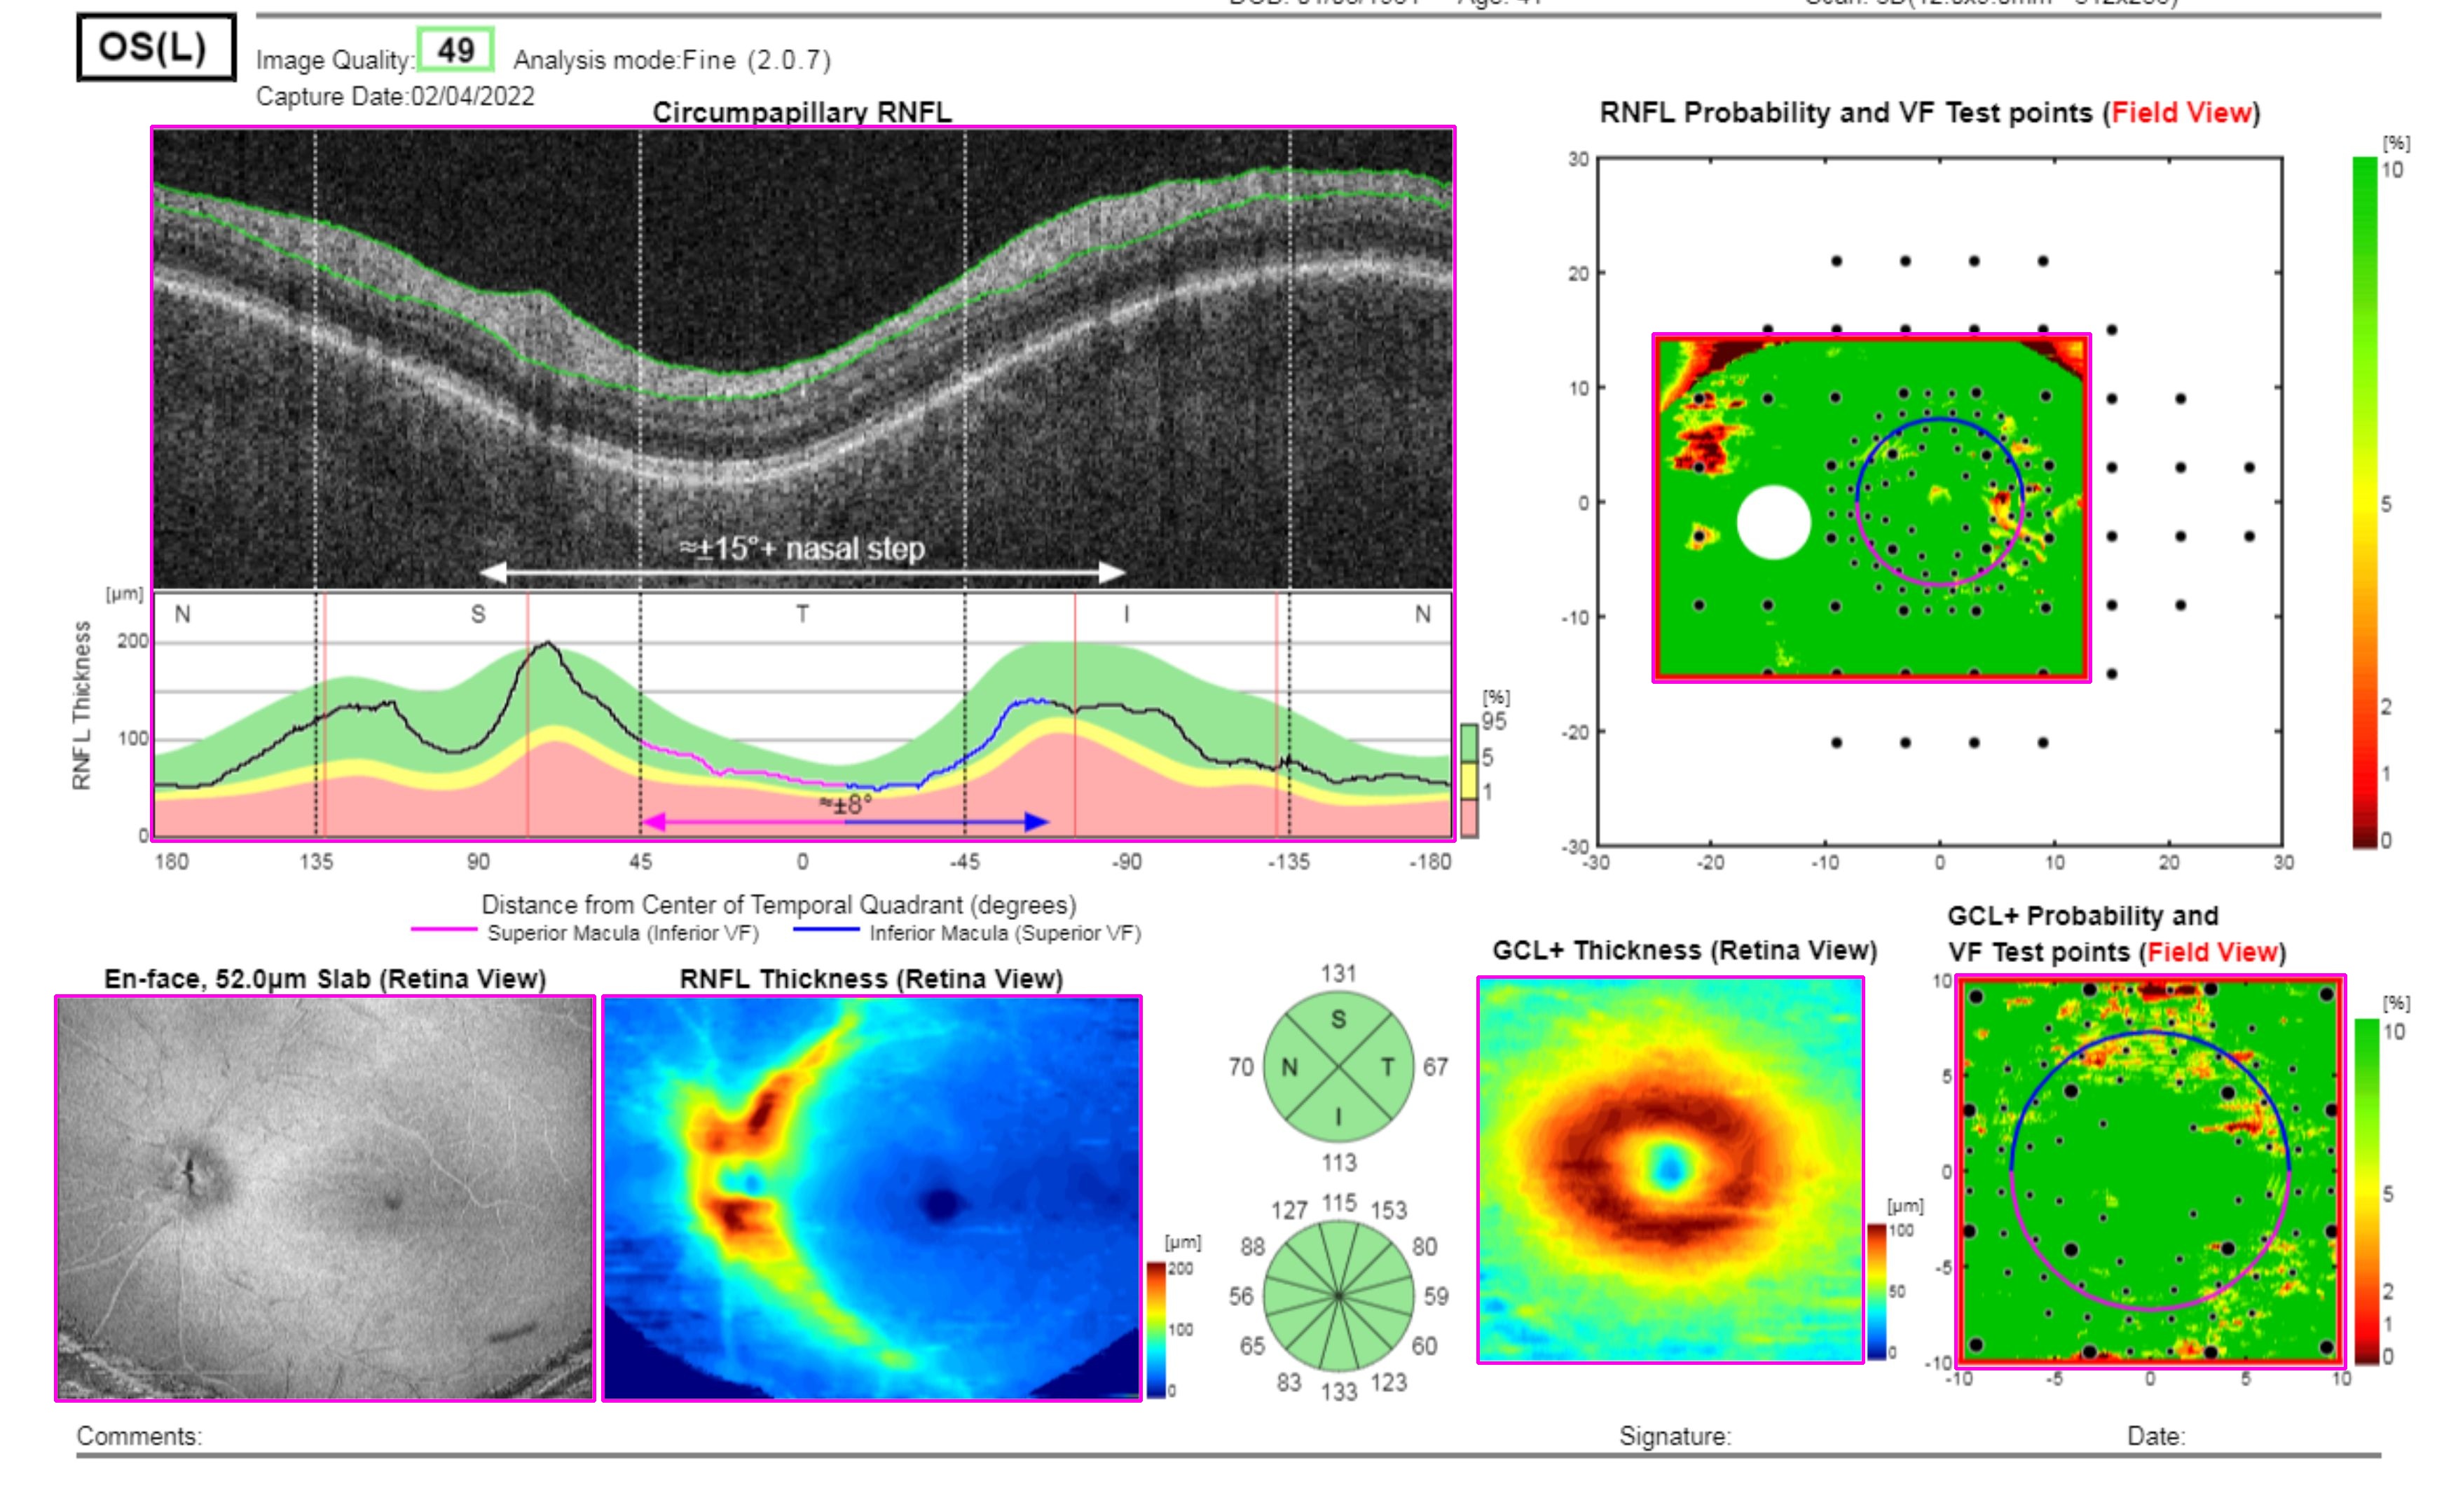 OS(L)
Image Quality: 49 Analysis mode:Fine (2.0.7)
Capture Date:02/04/2022
Circumpapillary RNFL
≈±15°+ nasal step
[µm]
N S T I N
RNFL Thickness
200
100
0
≈±8°
[%]
95
5
1
180 135 90 45 0 -45 -90 -135 -180
Distance from Center of Temporal Quadrant (degrees)
Superior Macula (Inferior VF) Inferior Macula (Superior VF)
RNFL Probability and VF Test points (Field View)
30
20
10
0
-10
-20
-30
-30 -20 -10 0 10 20 30
[%]
10
5
2
1
0
En-face, 52.0µm Slab (Retina View)
RNFL Thickness (Retina View)
[µm]
200
100
0
131
S
70 N T 67
I
113
127 115 153
88 80
56 59
65 60
83 133 123
GCL+ Thickness (Retina View)
[µm]
100
50
0
GCL+ Probability and
VF Test points (Field View)
10
5
0
-5
-10
-10 -5 0 5 10
[%]
10
5
2
1
0
Comments: Signature: Date: